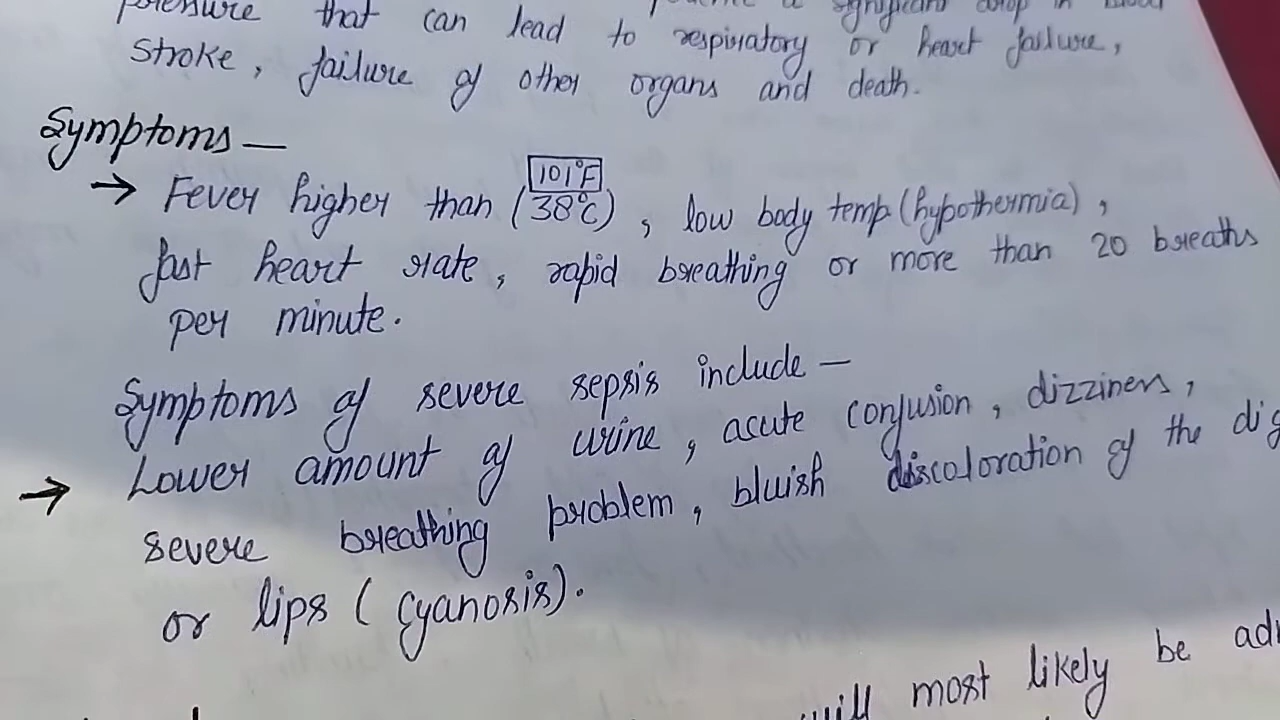 pressure that can lead to respiratory or heart failure,
stroke, failure of other organs and death.
Symptoms —
→ Fever higher than (101°F 38°C), low body temp (hypothermia),
fast heart rate, rapid breathing or more than 20 breaths
per minute.
Symptoms of severe sepsis include —
→ Lower amount of urine, acute confusion, dizziness,
severe breathing problem, bluish discoloration of the dig
or lips (cyanosis).
will most likely be